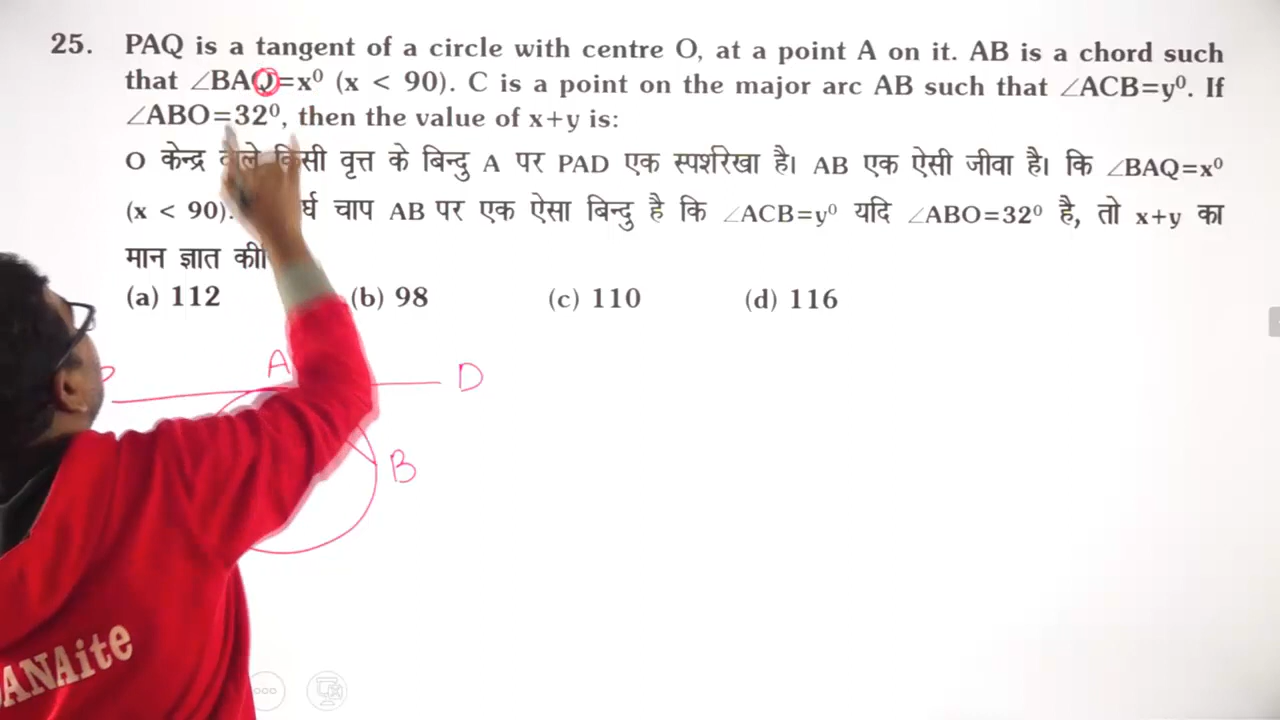 25. PAQ is a tangent of a circle with centre O, at a point A on it. AB is a chord such
that ∠BAQ=x⁰ (x < 90). C is a point on the major arc AB such that ∠ACB=y⁰. If
∠ABO=32⁰, then the value of x+y is:
O केन्द्र वाले किसी वृत्त के बिन्दु A पर PAD एक स्पर्शरेखा है। AB एक ऐसी जीवा है। कि ∠BAQ=x⁰
(x < 90). र्घ चाप AB पर एक ऐसा बिन्दु है कि ∠ACB=y⁰ यदि ∠ABO=32⁰ है, तो x+y का
मान ज्ञात की
(a) 112 (b) 98 (c) 110 (d) 116
A D
B
ANAite